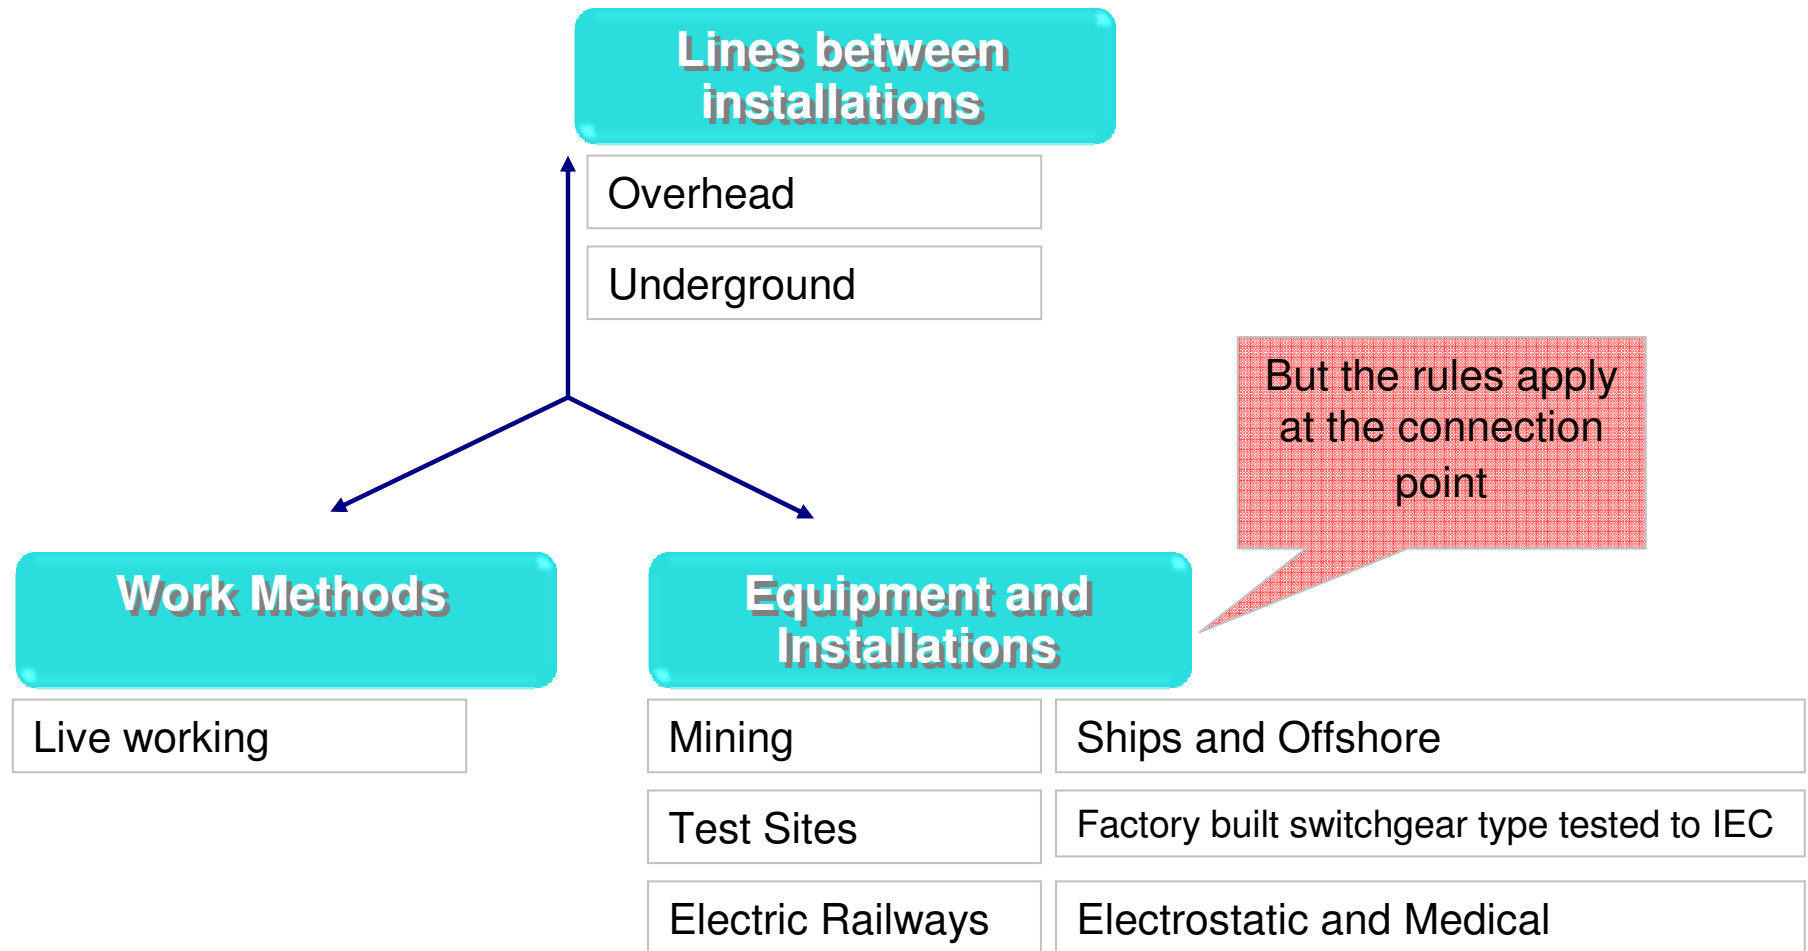 Lines between
installations
Overhead
Underground
But the rules apply
at the connection
point
Work Methods
Live working
Equipment and
Installations
Mining
Ships and Offshore
Test Sites
Factory built switchgear type tested to IEC
Electric Railways
Electrostatic and Medical